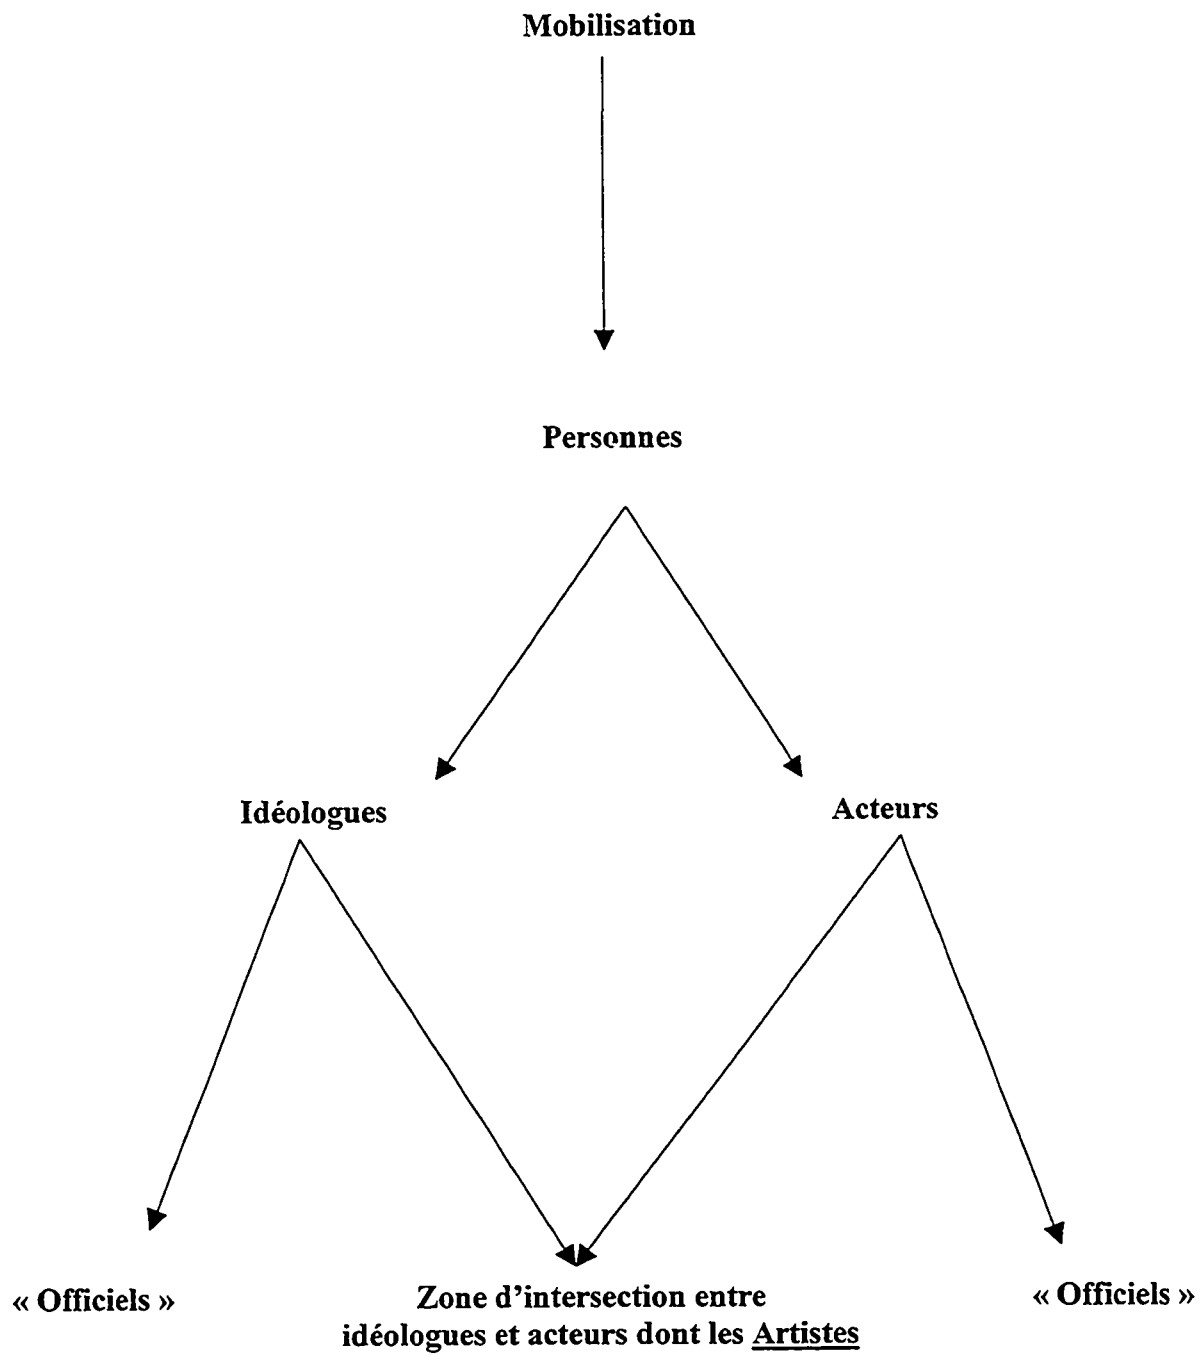 Mobilisation
Personnes
Idéologues
Acteurs
« Officiels »
Zone d'intersection entre
idéologues et acteurs dont les Artistes
« Officiels »